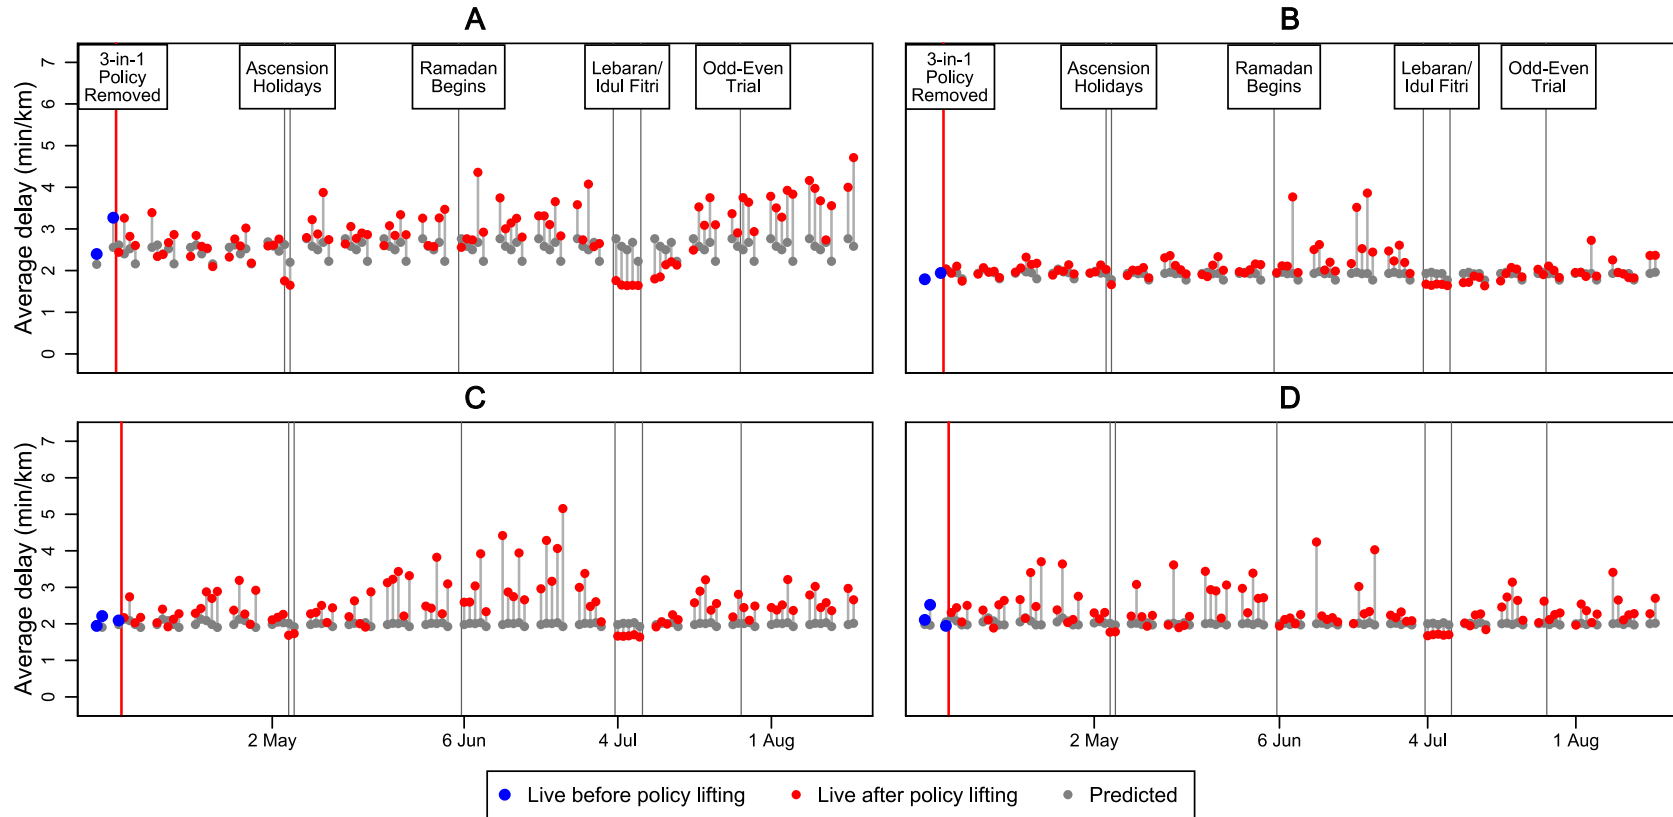 A
B
3-in-1
Policy
Removed
Ascension
Holidays
Ramadan
Begins
Lebaran/
Idul Fitri
Odd-Even
Trial
3-in-1
Policy
Removed
Ascension
Holidays
Ramadan
Begins
Lebaran/
Idul Fitri
Odd-Even
Trial
Average delay (min/km)
7
6
5
4
3
2
1
0
C
D
Average delay (min/km)
7
6
5
4
3
2
1
0
2 May
6 Jun
4 Jul
1 Aug
2 May
6 Jun
4 Jul
1 Aug
Live before policy lifting
Live after policy lifting
Predicted